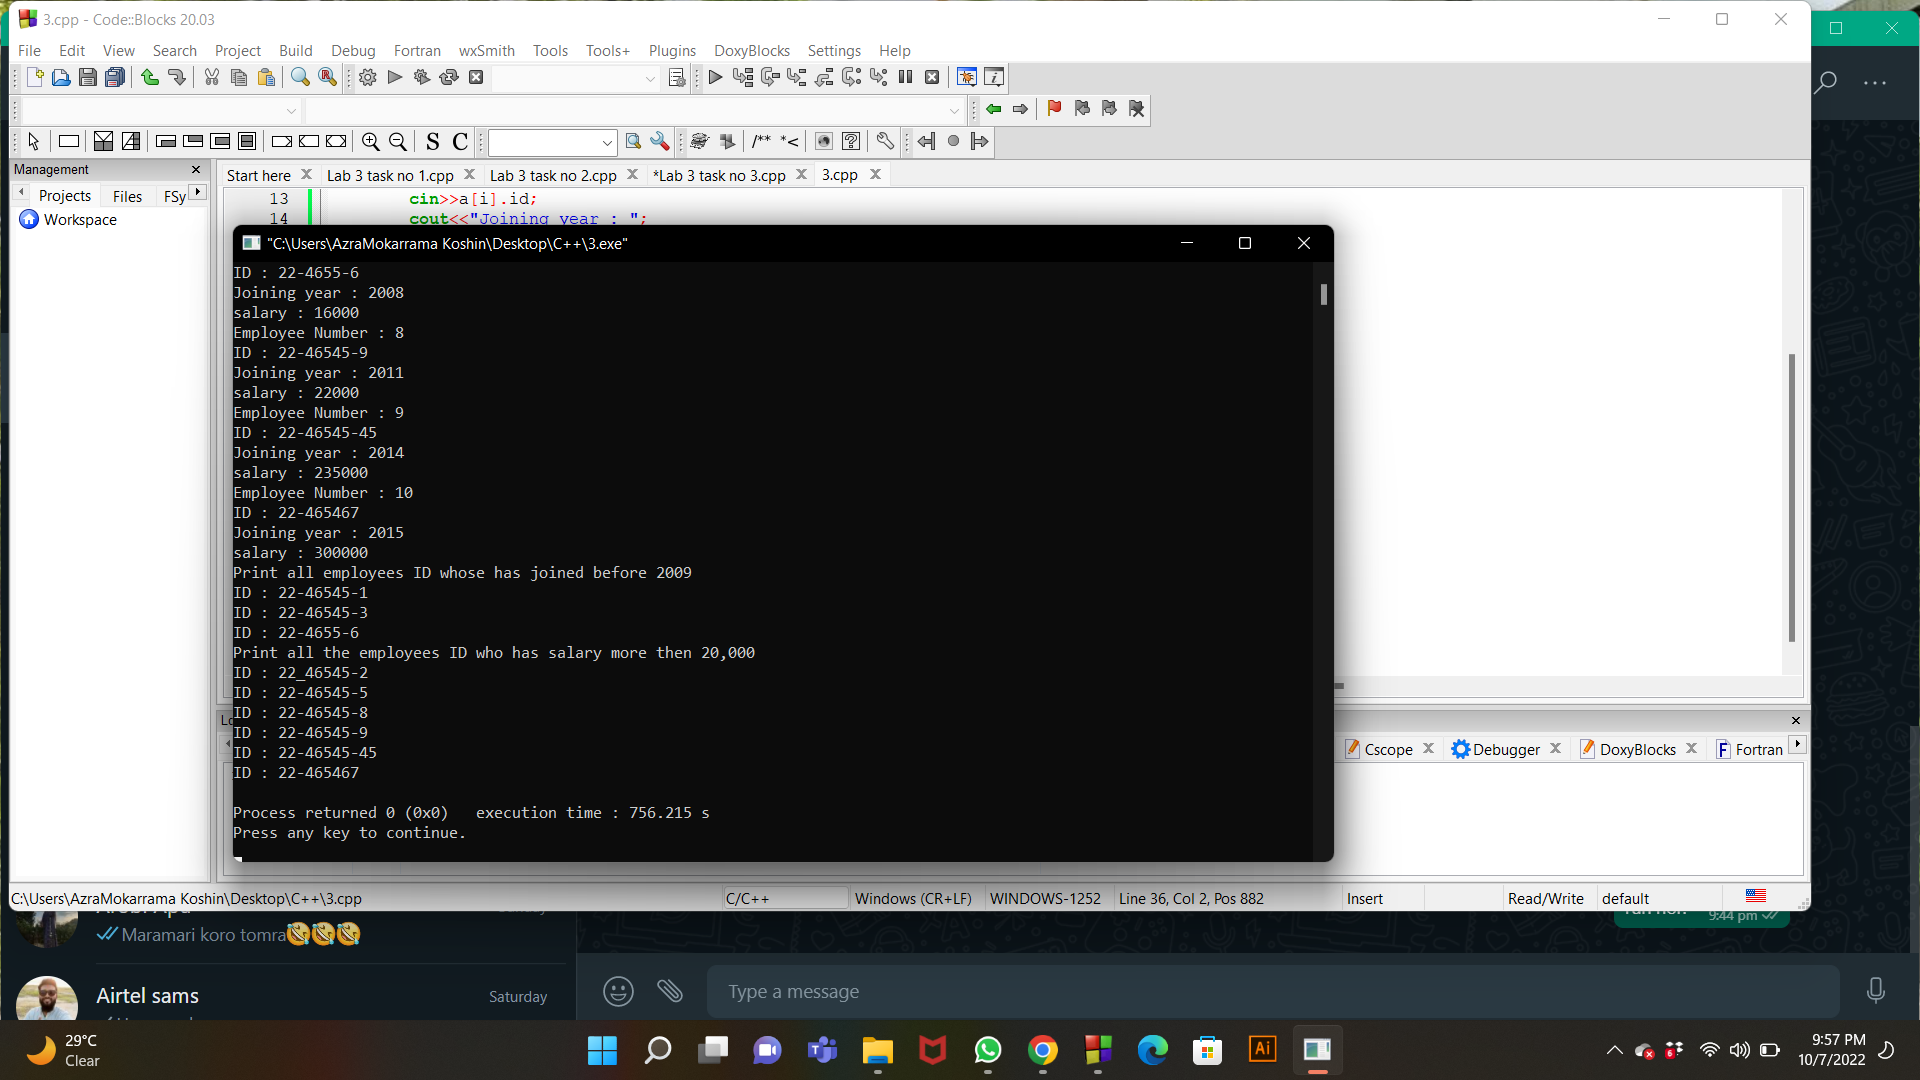 3.cpp - Code::Blocks 20.03
File Edit View Search Project Build Debug Fortran wxSmith Tools Tools+ Plugins DoxyBlocks Settings Help
S C /** *<
Management
Projects Files FSy
Workspace
Start here Lab 3 task no 1.cpp Lab 3 task no 2.cpp *Lab 3 task no 3.cpp 3.cpp
13 cin>>a[i].id;
14 cout<<"Joining year : ";
"C:\Users\AzraMokarrama Koshin\Desktop\C++\3.exe"
ID : 22-4655-6
Joining year : 2008
salary : 16000
Employee Number : 8
ID : 22-46545-9
Joining year : 2011
salary : 22000
Employee Number : 9
ID : 22-46545-45
Joining year : 2014
salary : 235000
Employee Number : 10
ID : 22-465467
Joining year : 2015
salary : 300000
Print all employees ID whose has joined before 2009
ID : 22-46545-1
ID : 22-46545-3
ID : 22-4655-6
Print all the employees ID who has salary more then 20,000
ID : 22_46545-2
ID : 22-46545-5
ID : 22-46545-8
ID : 22-46545-9
ID : 22-46545-45
ID : 22-465467
Process returned 0 (0x0) execution time : 756.215 s
Press any key to continue.
Cscope Debugger DoxyBlocks Fortran
C:\Users\AzraMokarrama Koshin\Desktop\C++\3.cpp C/C++ Windows (CR+LF) WINDOWS-1252 Line 36, Col 2, Pos 882 Insert Read/Write default
9:44 pm
Maramari koro tomra🤣🤣🤣
Airtel sams Saturday
Type a message
29°C
Clear
Ai
9:57 PM
10/7/2022